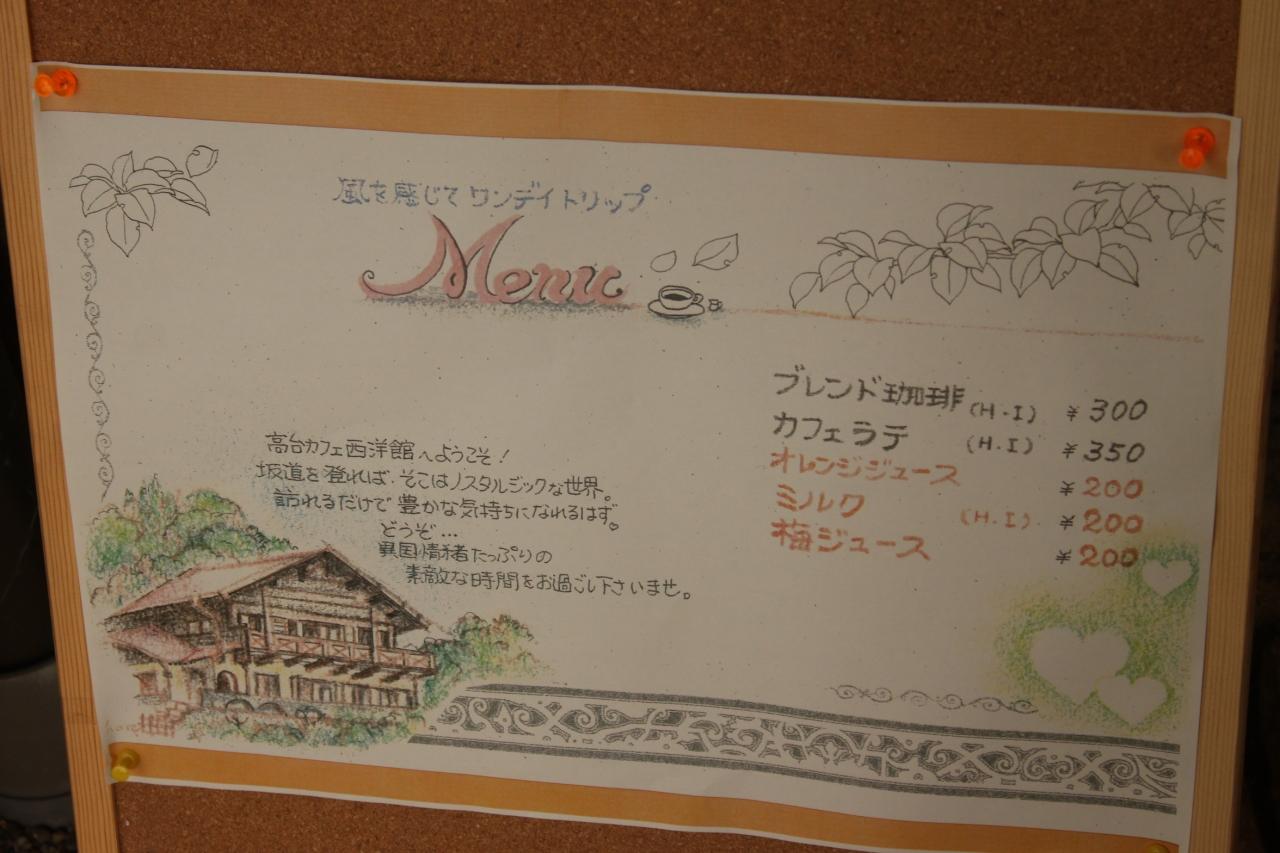 風を感じて ワンデイトリップ
Menu
高台カフェ西洋館へようこそ!
坂道を登れば、そこはノスタルジックな世界。
訪れるだけで豊かな気持ちになれるはず♡
どうぞ…
異国情緒たっぷりの
素敵な時間をお過ごし下さいませ。
ブレンド珈琲 (H・I) ¥300
カフェラテ (H.I) ¥350
オレンジジュース ¥200
ミルク (H.I) ¥200
梅ジュース ¥200